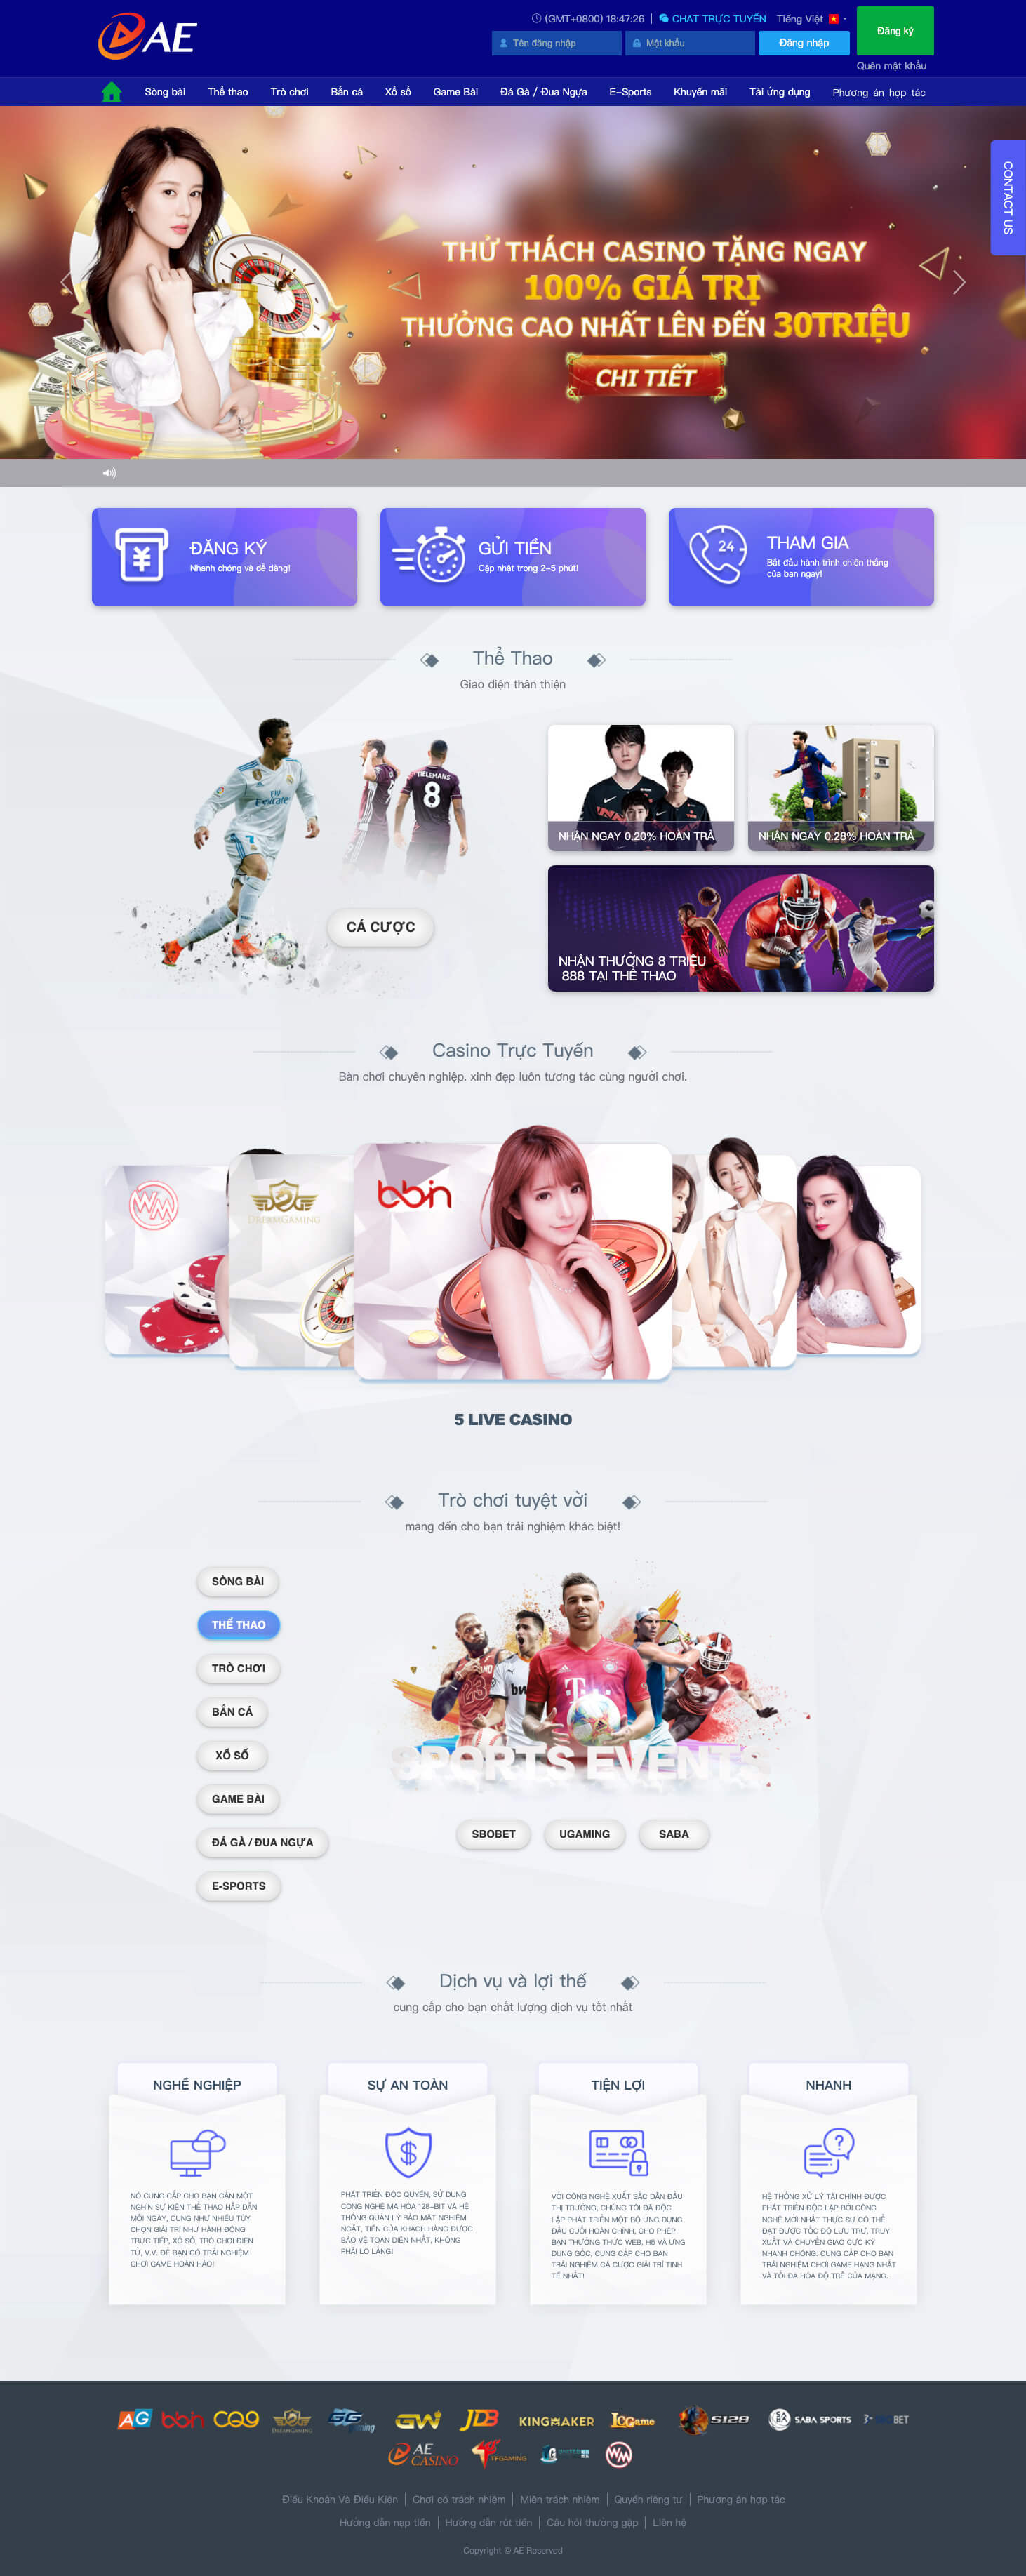 AE
(GMT+0800) 18:47:26
CHAT TRỰC TUYẾN
Tiếng Việt
Tên đăng nhập
Mật khẩu
Đăng nhập
Đăng ký
Quên mật khẩu
Sòng bài
Thể thao
Trò chơi
Bắn cá
Xổ số
Game Bài
Đá Gà / Đua Ngựa
E-Sports
Khuyến mãi
Tải ứng dụng
Phương án hợp tác
CONTACT US
THỬ THÁCH CASINO TẶNG NGAY
100% GIÁ TRỊ
THƯỞNG CAO NHẤT LÊN ĐẾN 30TRIỆU
CHI TIẾT
ĐĂNG KÝ
Nhanh chóng và dễ dàng!
GỬI TIỀN
Cập nhật trong 2-5 phút!
24
THAM GIA
Bắt đầu hành trình chiến thắng
của bạn ngay!
Thể Thao
Giao diện thân thiện
Fly
Emirates
TIELEMANS
8
CÁ CƯỢC
NHẬN NGAY 0.20% HOÀN TRẢ
NHẬN NGAY 0.28% HOÀN TRẢ
NHẬN THƯỞNG 8 TRIỆU
888 TẠI THỂ THAO
Casino Trực Tuyến
Bàn chơi chuyên nghiệp. xinh đẹp luôn tương tác cùng người chơi.
WM
DREAMGAMING
bbin
5 LIVE CASINO
Trò chơi tuyệt vời
mang đến cho bạn trải nghiệm khác biệt!
SÒNG BÀI
THỂ THAO
TRÒ CHƠI
BẮN CÁ
XỔ SỐ
GAME BÀI
ĐÁ GÀ / ĐUA NGỰA
E-SPORTS
23
SPORTS EVENTS
SBOBET
UGAMING
SABA
Dịch vụ và lợi thế
cung cấp cho bạn chất lượng dịch vụ tốt nhất
NGHỀ NGHIỆP
NÓ CUNG CẤP CHO BẠN GẦN MỘT
NGHÌN SỰ KIỆN THỂ THAO HẤP DẪN
MỖI NGÀY, CŨNG NHƯ NHIỀU TÙY
CHỌN GIẢI TRÍ NHƯ HÀNH ĐỘNG
TRỰC TIẾP, XỔ SỐ, TRÒ CHƠI ĐIỆN
TỬ, V.V. ĐỂ BẠN CÓ TRẢI NGHIỆM
CHƠI GAME HOÀN HẢO!
SỰ AN TOÀN
PHÁT TRIỂN ĐỘC QUYỀN, SỬ DỤNG
CÔNG NGHỆ MÃ HÓA 128-BIT VÀ HỆ
THỐNG QUẢN LÝ BẢO MẬT NGHIÊM
NGẶT, TIỀN CỦA KHÁCH HÀNG ĐƯỢC
BẢO VỆ TOÀN DIỆN NHẤT, KHÔNG
PHẢI LO LẮNG!
TIỆN LỢI
VỚI CÔNG NGHỆ XUẤT SẮC DẪN ĐẦU
THỊ TRƯỜNG, CHÚNG TÔI ĐÃ ĐỘC
LẬP PHÁT TRIỂN MỘT BỘ ỨNG DỤNG
ĐẦU CUỐI HOÀN CHỈNH, CHO PHÉP
BẠN THƯỞNG THỨC WEB, H5 VÀ ỨNG
DỤNG GỐC, CUNG CẤP CHO BẠN
TRẢI NGHIỆM CÁ CƯỢC GIẢI TRÍ TINH
TẾ NHẤT!
NHANH
HỆ THỐNG XỬ LÝ TÀI CHÍNH ĐƯỢC
PHÁT TRIỂN ĐỘC LẬP BỞI CÔNG
NGHỆ MỚI NHẤT THỰC SỰ CÓ THỂ
ĐẠT ĐƯỢC TỐC ĐỘ LƯU TRỮ, TRUY
XUẤT VÀ CHUYỂN GIAO CỰC KỲ
NHANH CHÓNG. CUNG CẤP CHO BẠN
TRẢI NGHIỆM CHƠI GAME HẠNG NHẤT
VÀ TỐI ĐA HÓA ĐỘ TRỄ CỦA MẠNG.
AG
bbin
CQ9
DREAMGAMING
GG Gaming
GW
JDB
KINGMAKER
JCGame
S128
SABA SPORTS
BET
AE CASINO
TFGAMING
WM
Điều Khoản Và Điều Kiện | Chơi có trách nhiệm | Miễn trách nhiệm | Quyền riêng tư | Phương án hợp tác
Hướng dẫn nạp tiền | Hướng dẫn rút tiền | Câu hỏi thường gặp | Liên hệ
Copyright © AE Reserved